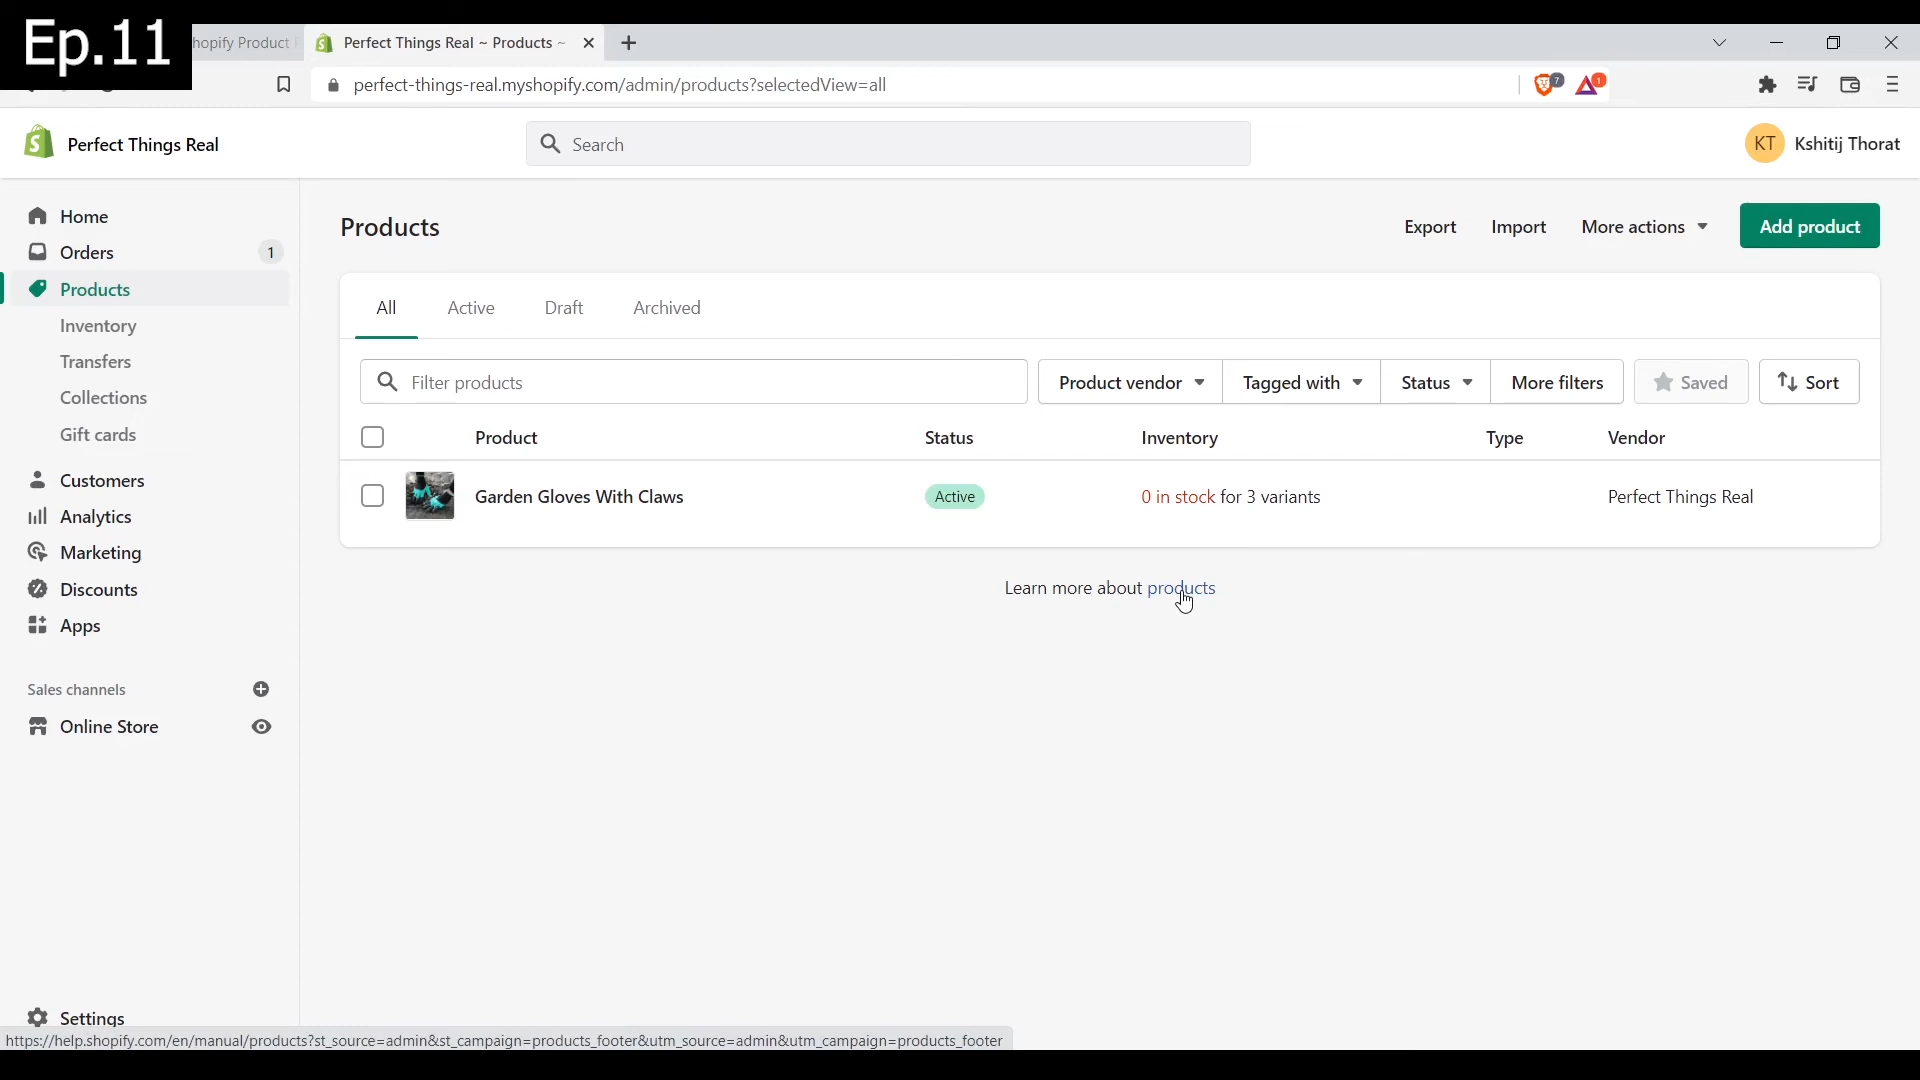 Ep.11
hopify Product
Perfect Things Real ~ Products ~
perfect-things-real.myshopify.com/admin/products?selectedView=all
7
1
Perfect Things Real
Search
KT
Kshitij Thorat
Home
Orders
1
Products
Inventory
Transfers
Collections
Gift cards
Customers
Analytics
Marketing
Discounts
Apps
Sales channels
Online Store
Settings
Products
Export
Import
More actions
Add product
All
Active
Draft
Archived
Filter products
Product vendor
Tagged with
Status
More filters
Saved
Sort
Product
Status
Inventory
Type
Vendor
Garden Gloves With Claws
Active
0 in stock for 3 variants
Perfect Things Real
Learn more about products
https://help.shopify.com/en/manual/products?st_source=admin&st_campaign=products_footer&utm_source=admin&utm_campaign=products_footer